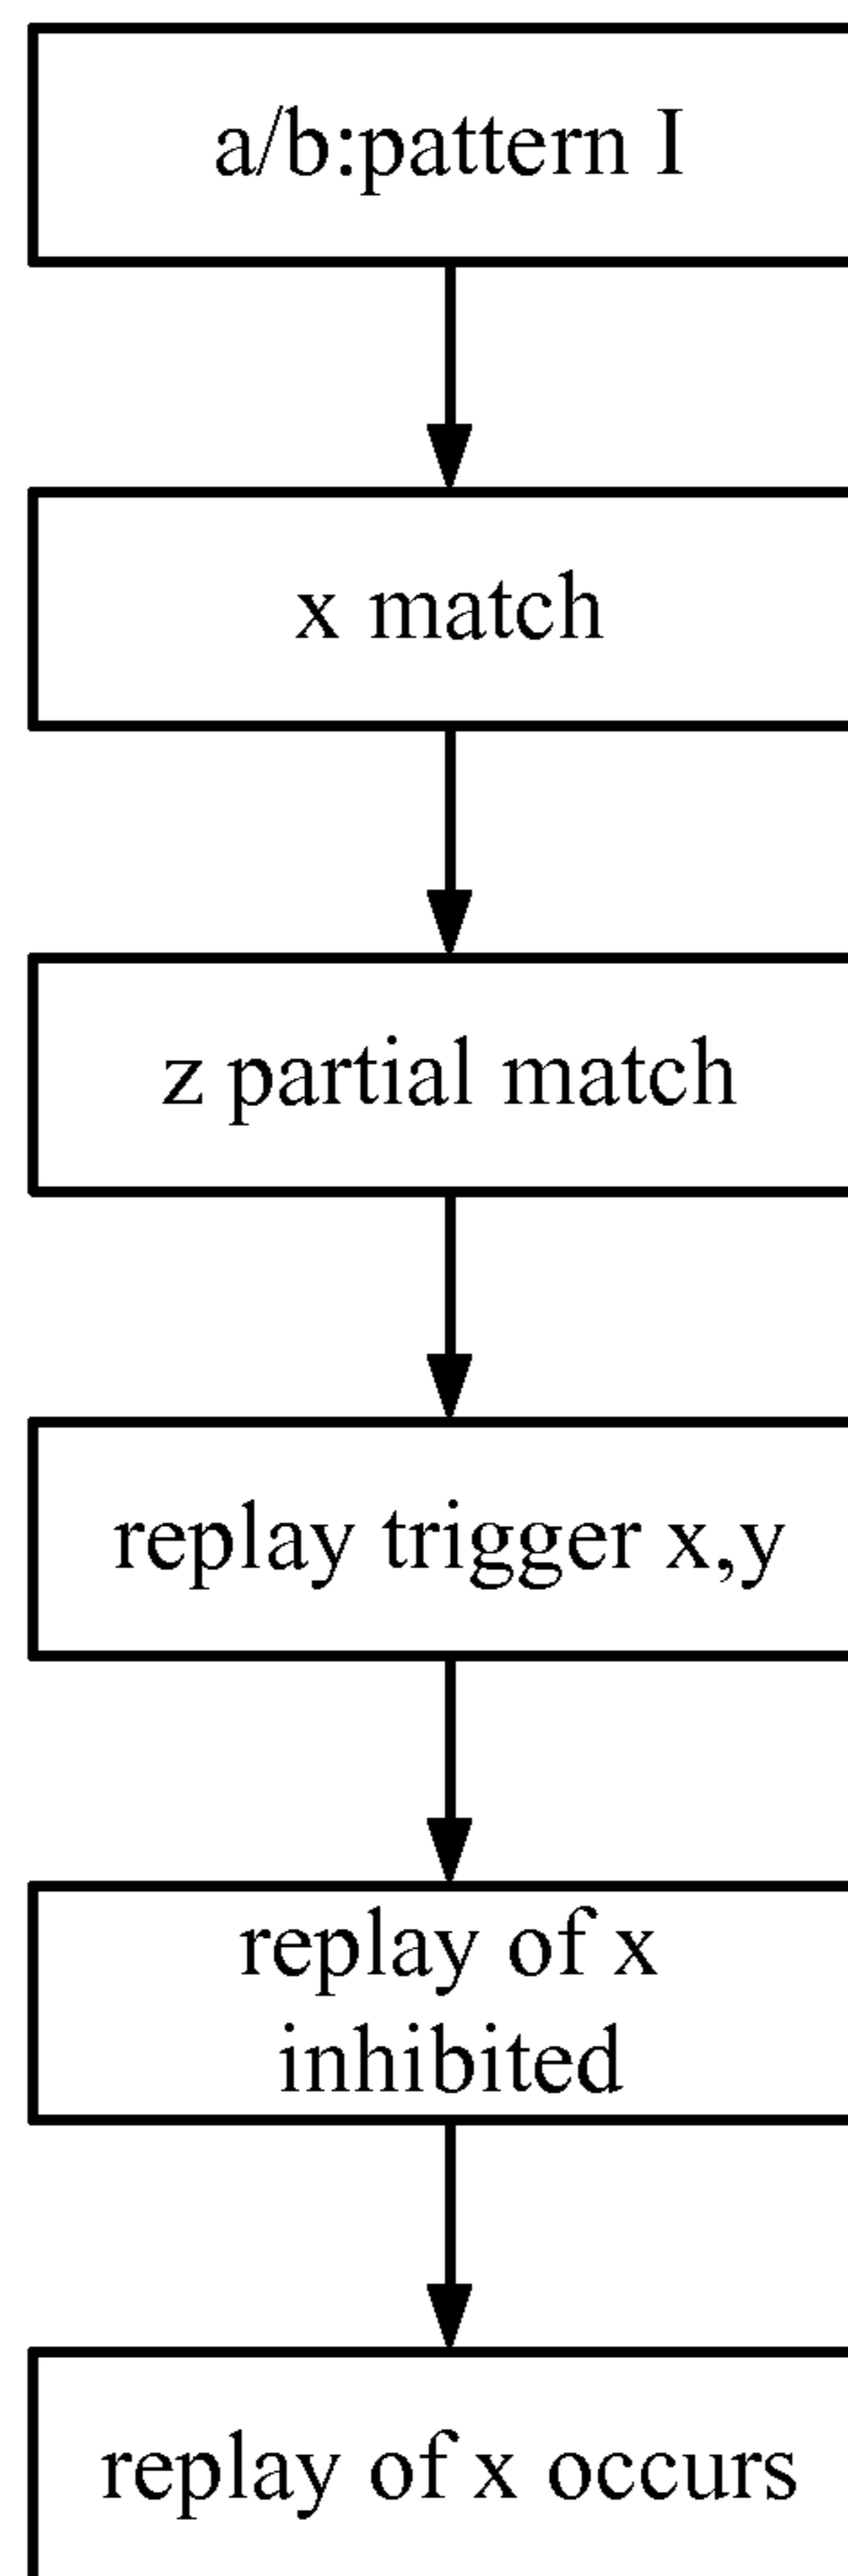 a/b:pattern I
x match
z partial match
replay trigger x,y
replay of x
inhibited
replay of x occurs